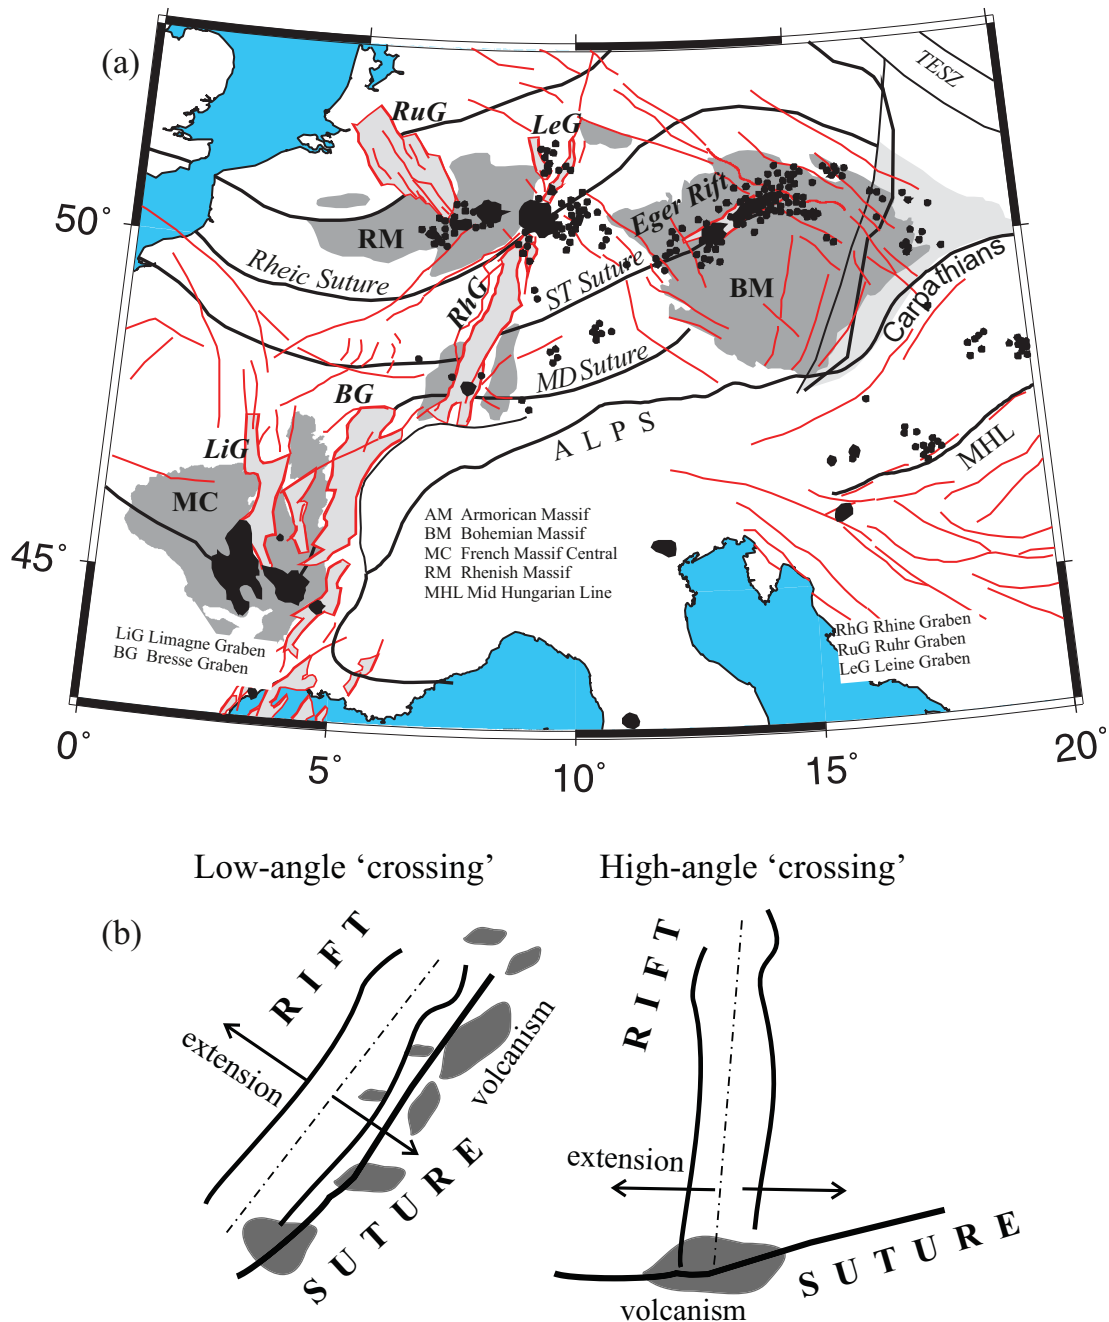 (a)
TESZ
RuG
LeG
50°
Eger Rift
RM
Rheic Suture
ST Suture
RhG
BM
Carpathians
MD Suture
BG
ALPS
LiG
MHL
MC
AM Armorican Massif
BM Bohemian Massif
MC French Massif Central
RM Rhenish Massif
MHL Mid Hungarian Line
45°
LiG Limagne Graben
BG Bresse Graben
RhG Rhine Graben
RuG Ruhr Graben
LeG Leine Graben
0°
5°
10°
15°
20°
Low-angle ‘crossing’
High-angle ‘crossing’
(b)
RIFT
extension
volcanism
SUTURE
RIFT
extension
SUTURE
volcanism